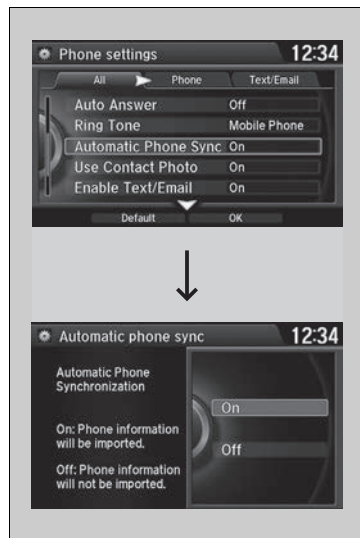 Phone settings 12:34
All Phone Text/Email
Auto Answer Off
Ring Tone Mobile Phone
Automatic Phone Sync On
Use Contact Photo On
Enable Text/Email On
Default OK
Automatic phone sync 12:34
Automatic Phone
Synchronization
On: Phone information
will be imported.
Off: Phone information
will not be imported.
On
Off